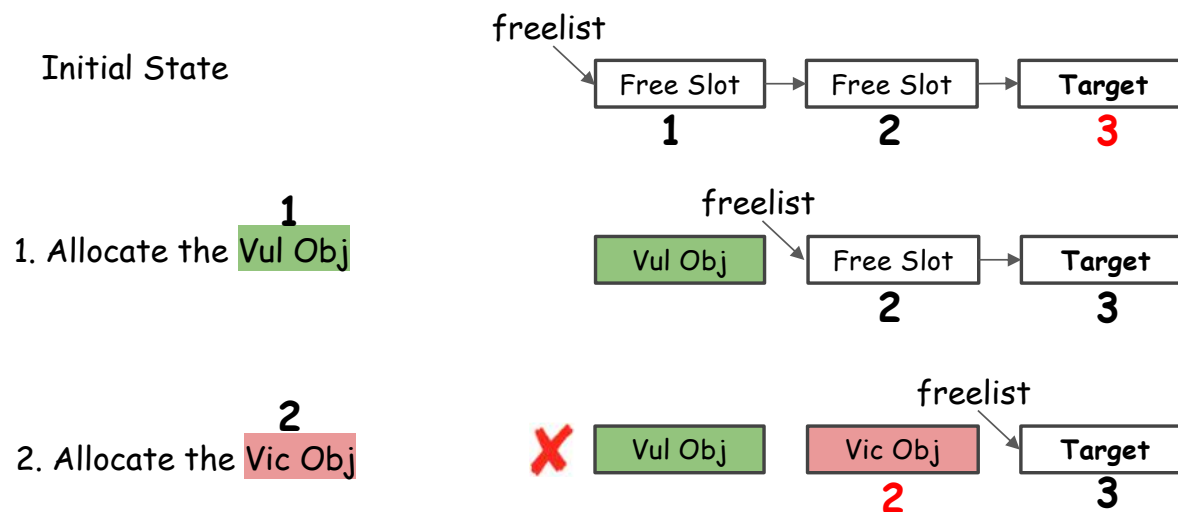 freelist
Initial State
Free Slot Free Slot Target
1 2 3
1
freelist
1. Allocate the Vul Obj
Vul Obj Free Slot Target
2 3
2
freelist
2. Allocate the Vic Obj
Vul Obj Vic Obj Target
2 3